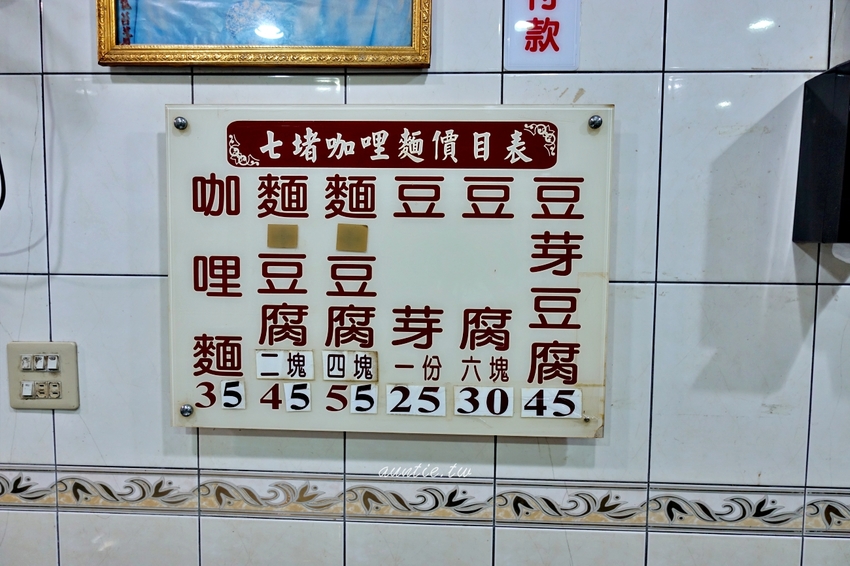 付款
七堵咖哩麵價目表
咖哩麵 35
麵豆腐 二塊 45
麵豆腐 四塊 55
豆芽 一份 25
豆腐 六塊 30
豆芽豆腐 45
auntie.tw